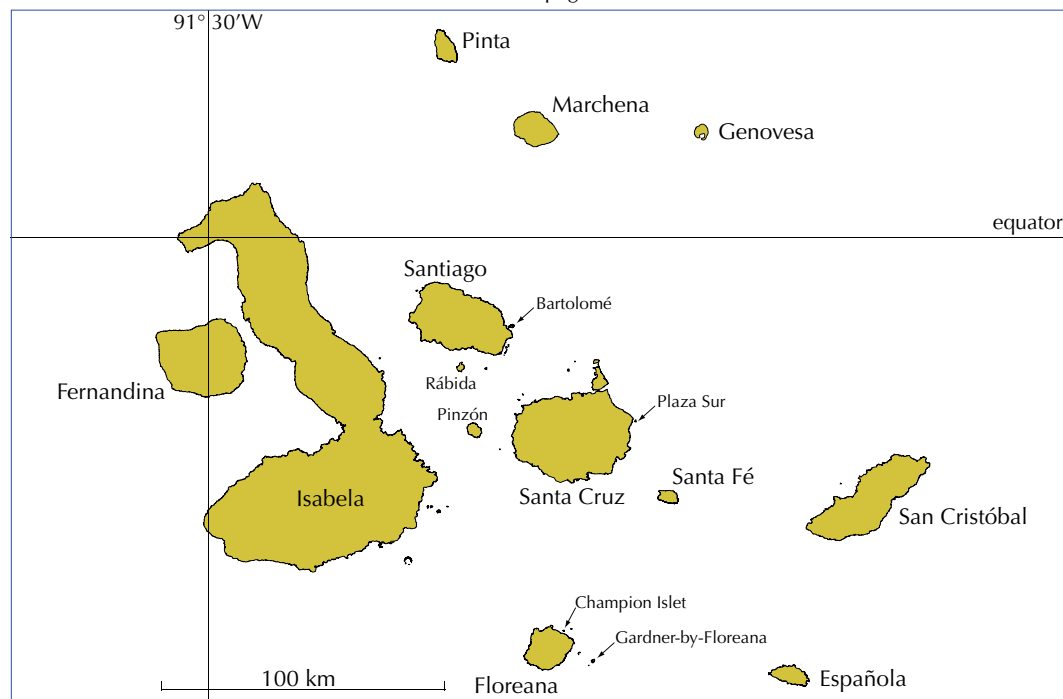 91° 30'W
Pinta
Marchena
Genovesa
equator
Santiago
Bartolomé
Rábida
Fernandina
Pinzón
Plaza Sur
Santa Fé
Isabela
Santa Cruz
San Cristóbal
Champion Islet
Gardner-by-Floreana
100 km
Floreana
Española